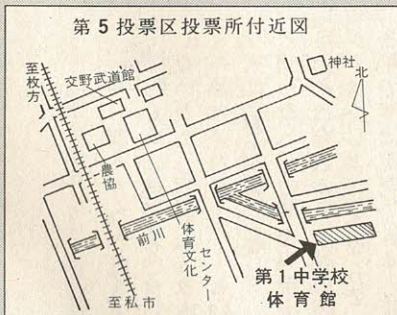 第5投票区投票所付近図
至枚方
交野武道館
神社
北
農協
前川
体育文化
センター
至私市
第1中学校
体育館